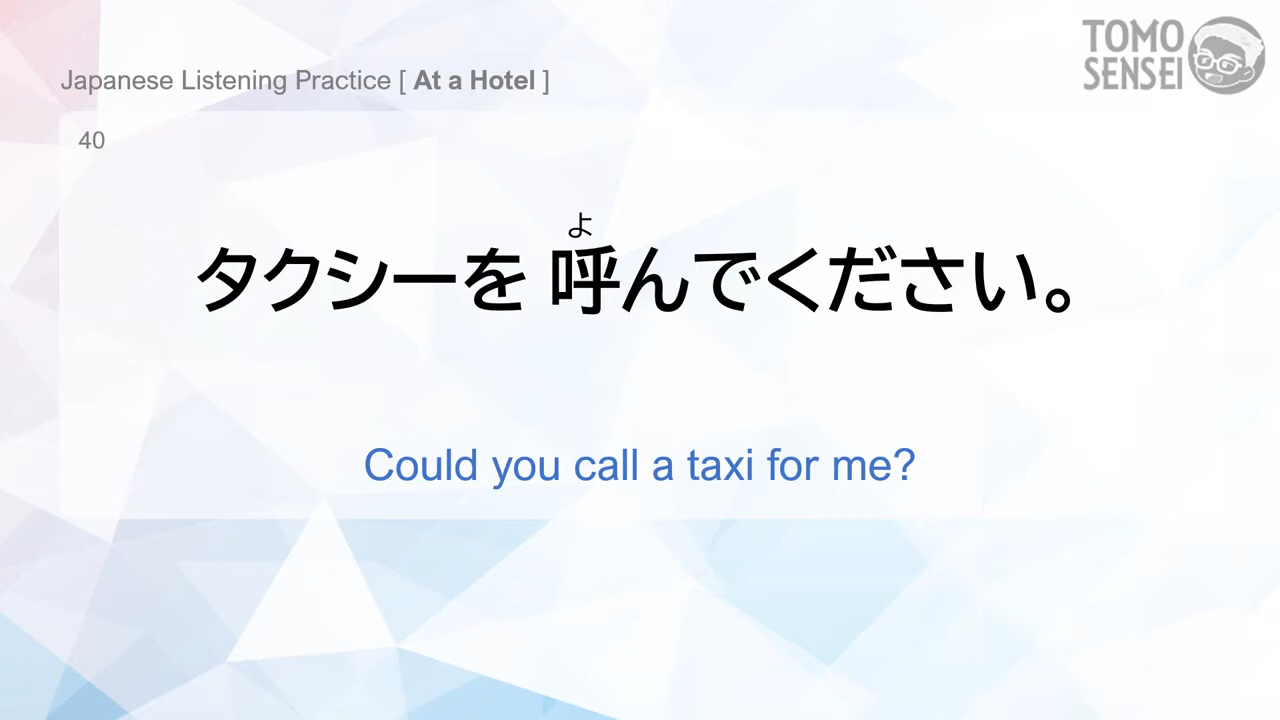 Japanese Listening Practice [ At a Hotel ]
TOMO
SENSEI
40
よ
タクシーを 呼んでください。
Could you call a taxi for me?